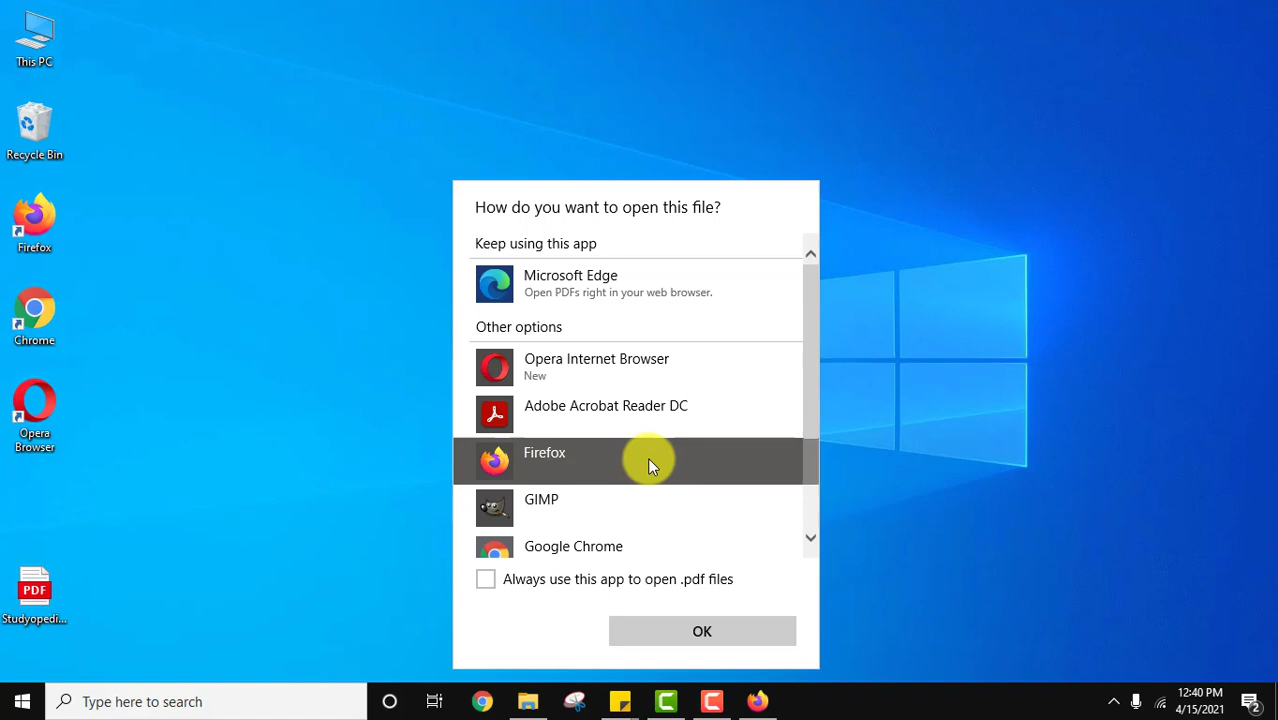 This PC
Recycle Bin
Firefox
Chrome
Opera
Browser
PDF
Studyopedi...
How do you want to open this file?
Keep using this app
Microsoft Edge
Open PDFs right in your web browser.
Other options
Opera Internet Browser
New
Adobe Acrobat Reader DC
Firefox
GIMP
Google Chrome
Always use this app to open .pdf files
OK
Type here to search
12:40 PM
4/15/2021
2